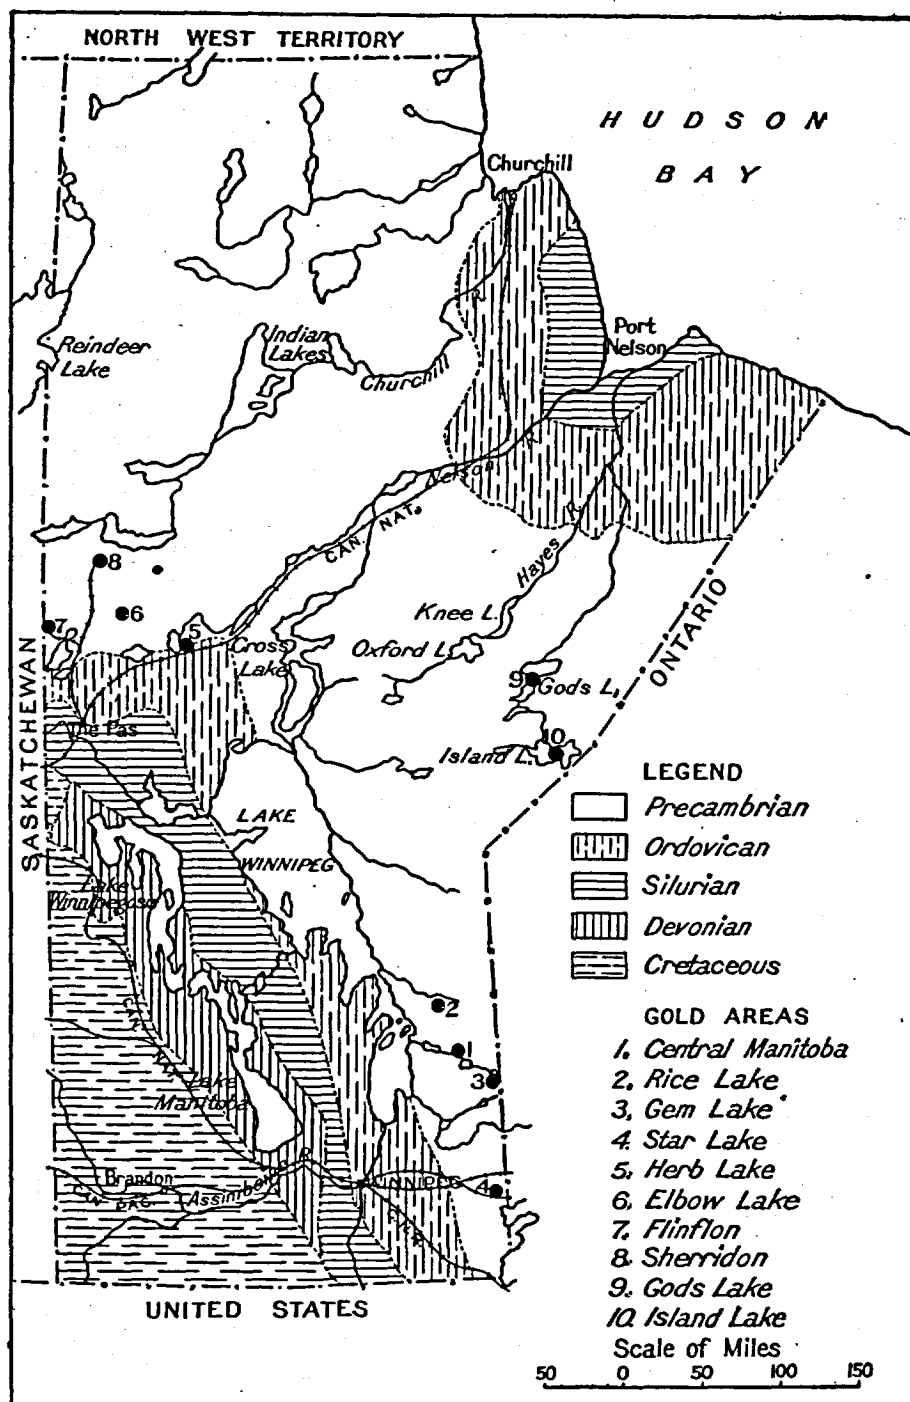 NORTH WEST TERRITORY
HUDSON
BAY
Churchill
Port
Nelson
Reindeer
Lake
Indian
Lakes
Churchill
R.
R.
Nelson
CAN. NAT.
Hayes R.
8
6
7
5
Knee L.
Oxford L.
Cross
Lake
9
Gods L.
10
Island L.
ONTARIO
SASKATCHEWAN
The Pas
LAKE
WINNIPEG
Lake
Winnipegosis
2
1
3
CAN. NAT.
Lake
Manitoba
Brandon
CAN. PAC.
Assiniboine R.
WINNIPEG
4
C.P.R.
UNITED STATES
LEGEND
Precambrian
Ordovican
Silurian
Devonian
Cretaceous
GOLD AREAS
1. Central Manitoba
2. Rice Lake
3. Gem Lake
4. Star Lake
5. Herb Lake
6. Elbow Lake
7. Flinflon
8. Sherridon
9. Gods Lake
10. Island Lake
Scale of Miles
50 0 50 100 150